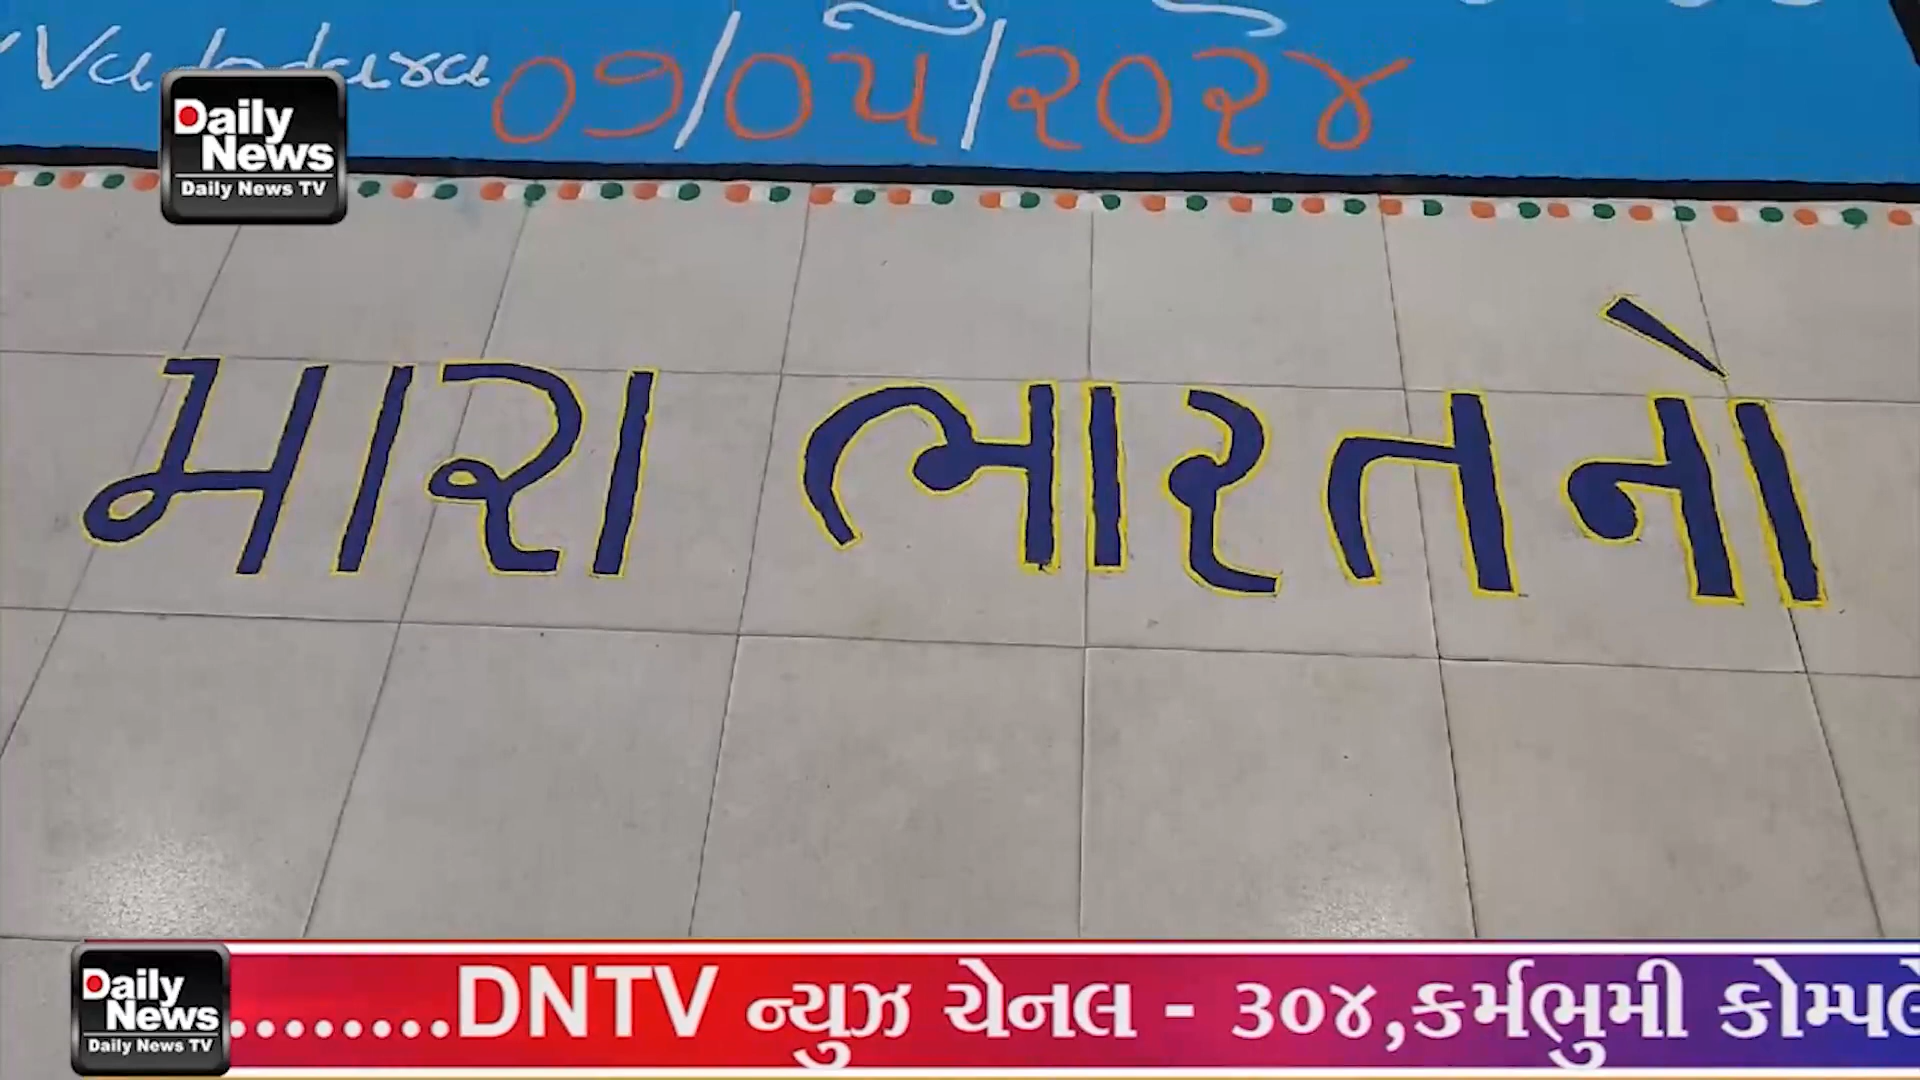 Vadodara ૦૭/૦૫/૨૦૨૪
Daily
News
Daily News TV
મારા ભારતનો
Daily
News
Daily News TV
........DNTV ન્યુઝ ચેનલ - ૩૦૪,કર્મભુમી કોમ્પલે